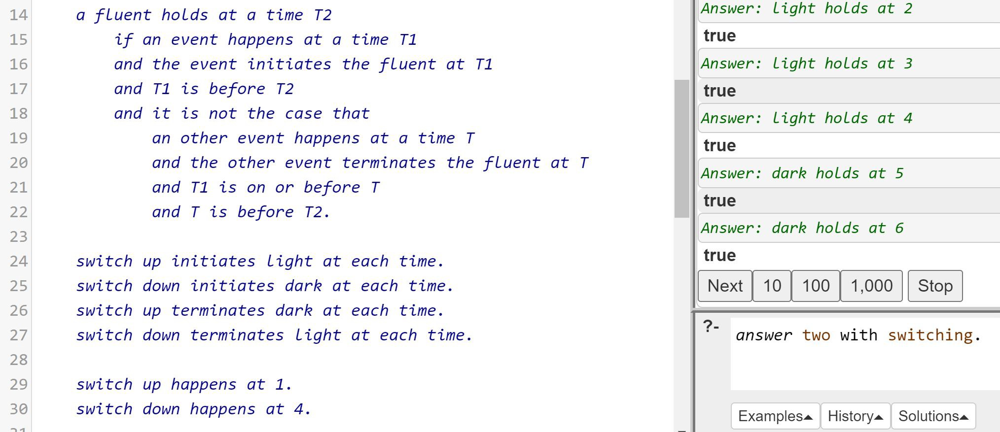 14 a fluent holds at a time T2
15 if an event happens at a time T1
16 and the event initiates the fluent at T1
17 and T1 is before T2
18 and it is not the case that
19 an other event happens at a time T
20 and the other event terminates the fluent at T
21 and T1 is on or before T
22 and T is before T2.
23
24 switch up initiates light at each time.
25 switch down initiates dark at each time.
26 switch up terminates dark at each time.
27 switch down terminates light at each time.
28
29 switch up happens at 1.
30 switch down happens at 4.
31
Answer: light holds at 2
true
Answer: light holds at 3
true
Answer: light holds at 4
true
Answer: dark holds at 5
true
Answer: dark holds at 6
true
Next 10 100 1,000 Stop
?- answer two with switching.
Examples▲ History▲ Solutions▲